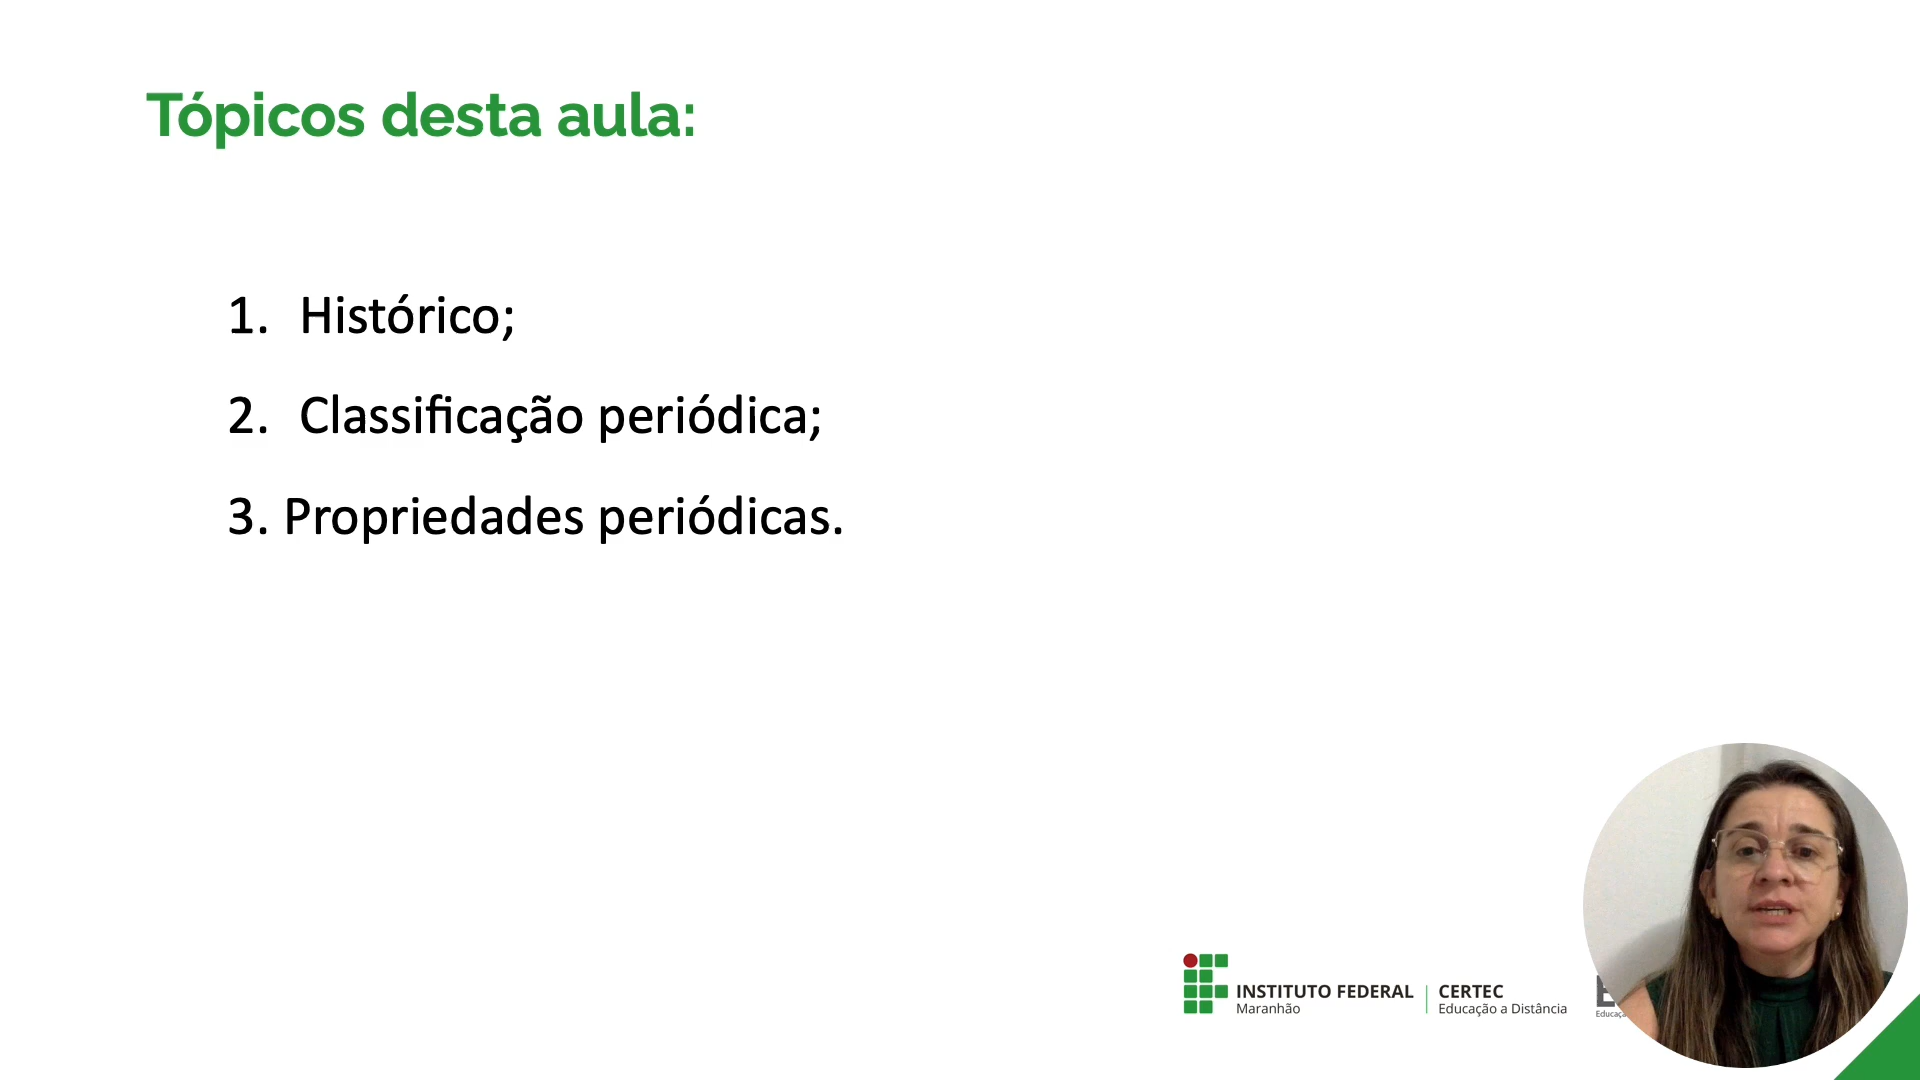 Tópicos desta aula:
1. Histórico;
2. Classificação periódica;
3. Propriedades periódicas.
INSTITUTO FEDERAL
Maranhão
CERTEC
Educação a Distância